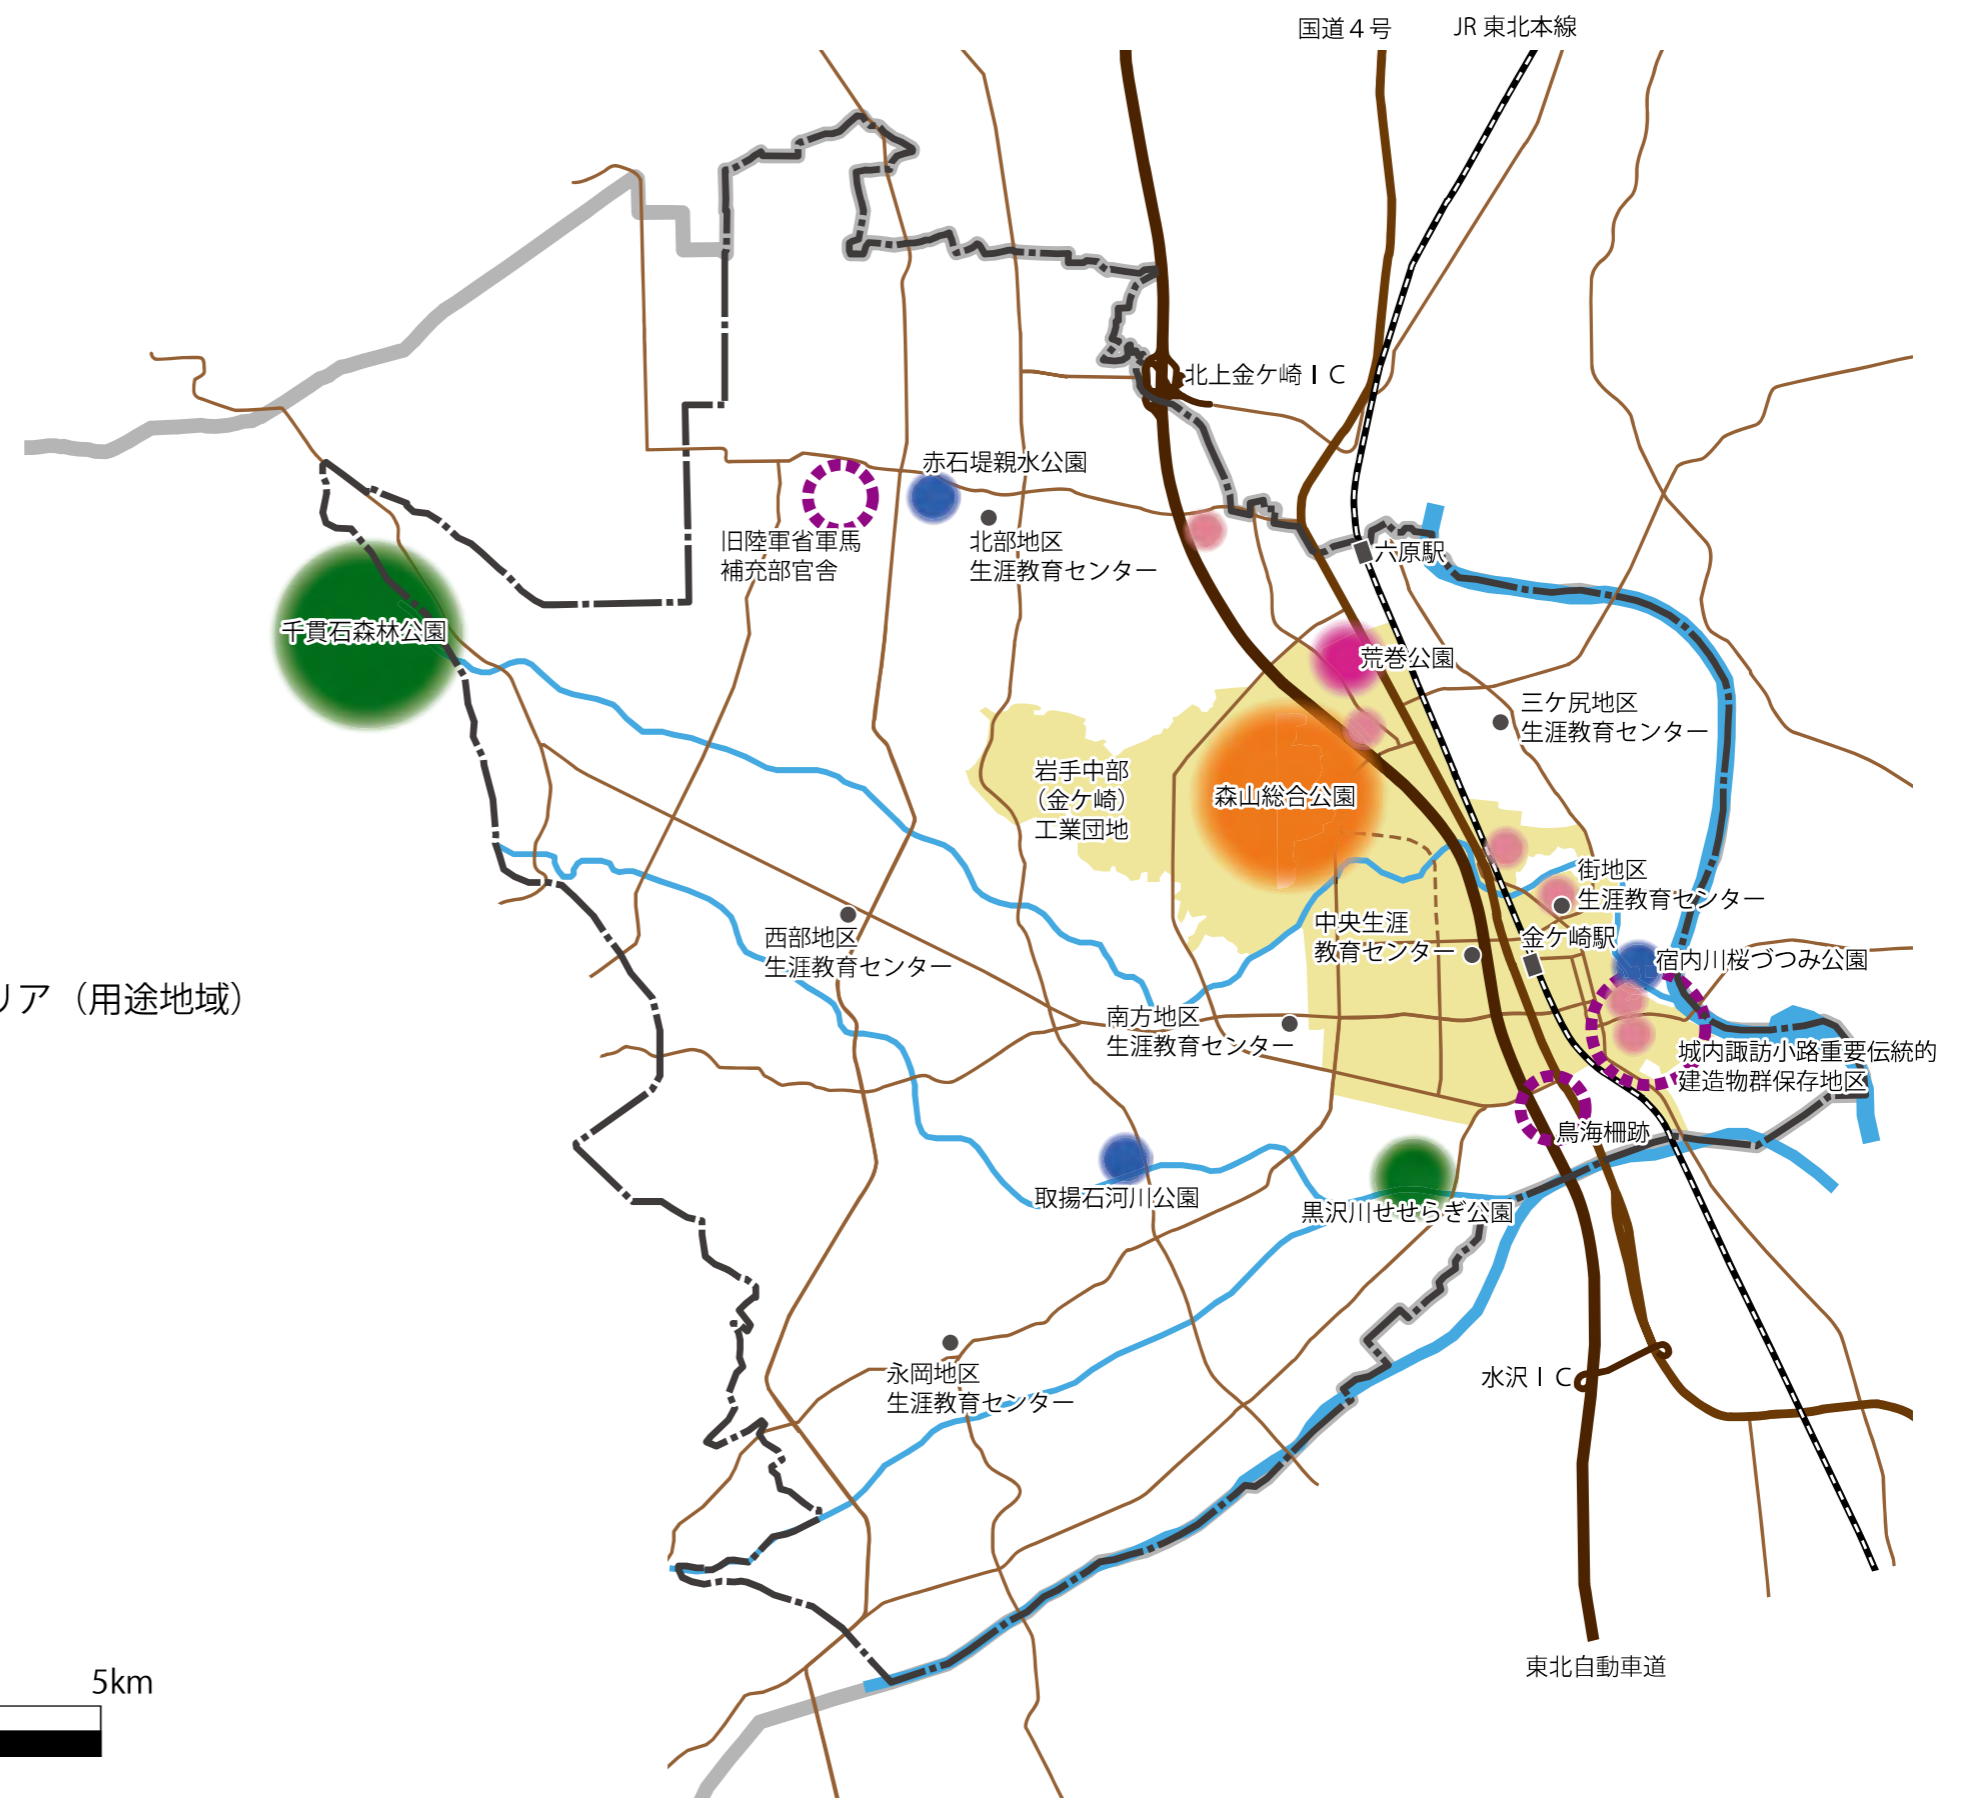 国道４号
JR 東北本線
北上金ケ崎ＩＣ
赤石堤親水公園
旧陸軍省軍馬
補充部官舎
北部地区
生涯教育センター
六原駅
千貫石森林公園
荒巻公園
三ケ尻地区
生涯教育センター
岩手中部
（金ケ崎）
工業団地
森山総合公園
街地区
生涯教育センター
中央生涯
教育センター
金ケ崎駅
西部地区
生涯教育センター
宿内川桜づつみ公園
リア（用途地域）
南方地区
生涯教育センター
城内諏訪小路重要伝統的
建造物群保存地区
鳥海柵跡
取揚石河川公園
黒沢川せせらぎ公園
永岡地区
生涯教育センター
水沢ＩＣ
東北自動車道
5km